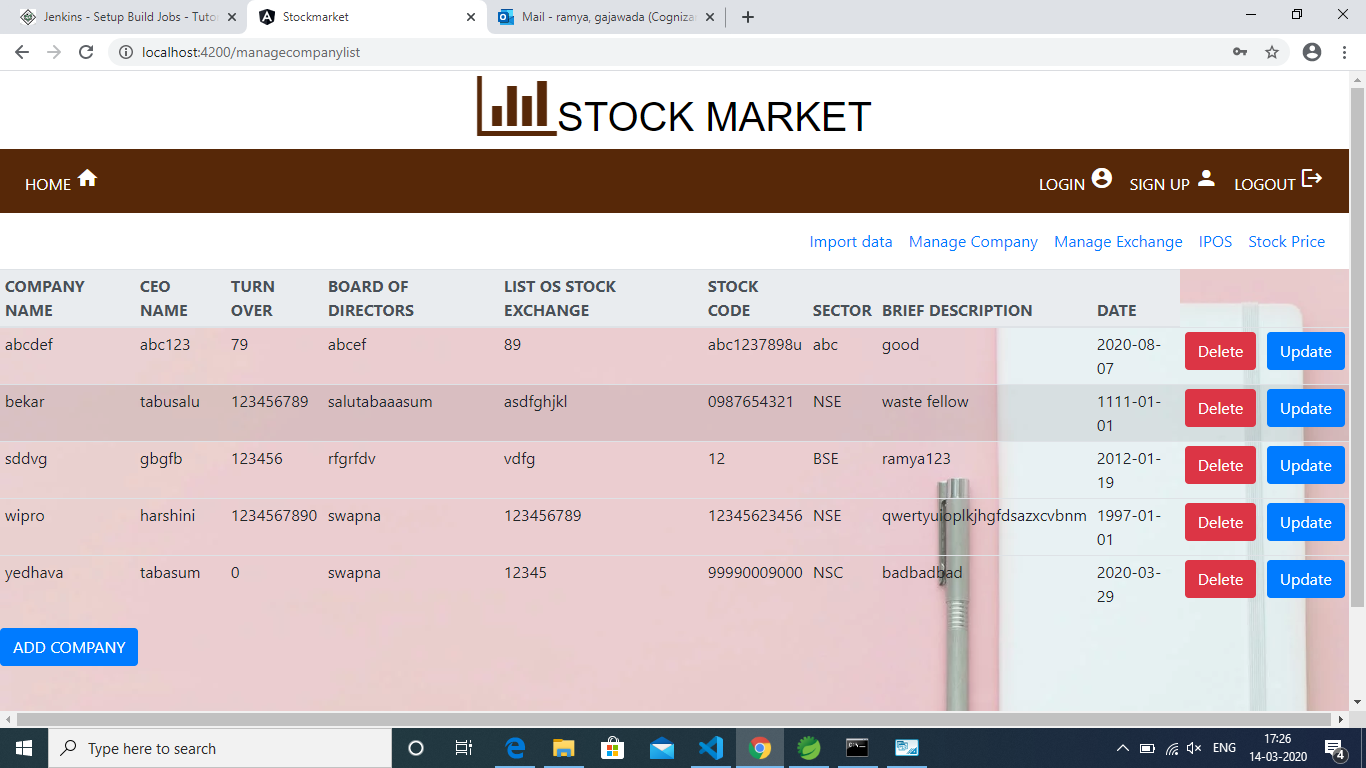 Jenkins - Setup Build Jobs - Tutor
Stockmarket
Mail - ramya, gajawada (Cogniza
localhost:4200/managecompanylist
STOCK MARKET
HOME LOGIN SIGN UP LOGOUT
Import data Manage Company Manage Exchange IPOS Stock Price
COMPANY NAME CEO NAME TURN OVER BOARD OF DIRECTORS LIST OS STOCK EXCHANGE STOCK CODE SECTOR BRIEF DESCRIPTION DATE
abcdef abc123 79 abcef 89 abc1237898u abc good 2020-08-07 Delete Update
bekar tabusalu 123456789 salutabaaasum asdfghjkl 0987654321 NSE waste fellow 1111-01-01 Delete Update
sddvg gbgfb 123456 rfgrfdv vdfg 12 BSE ramya123 2012-01-19 Delete Update
wipro harshini 1234567890 swapna 123456789 12345623456 NSE qwertyuioplkjhgfdsazxcvbnm 1997-01-01 Delete Update
yedhava tabasum 0 swapna 12345 99990009000 NSC badbadbad 2020-03-29 Delete Update
ADD COMPANY
Type here to search
ENG
17:26
14-03-2020
4